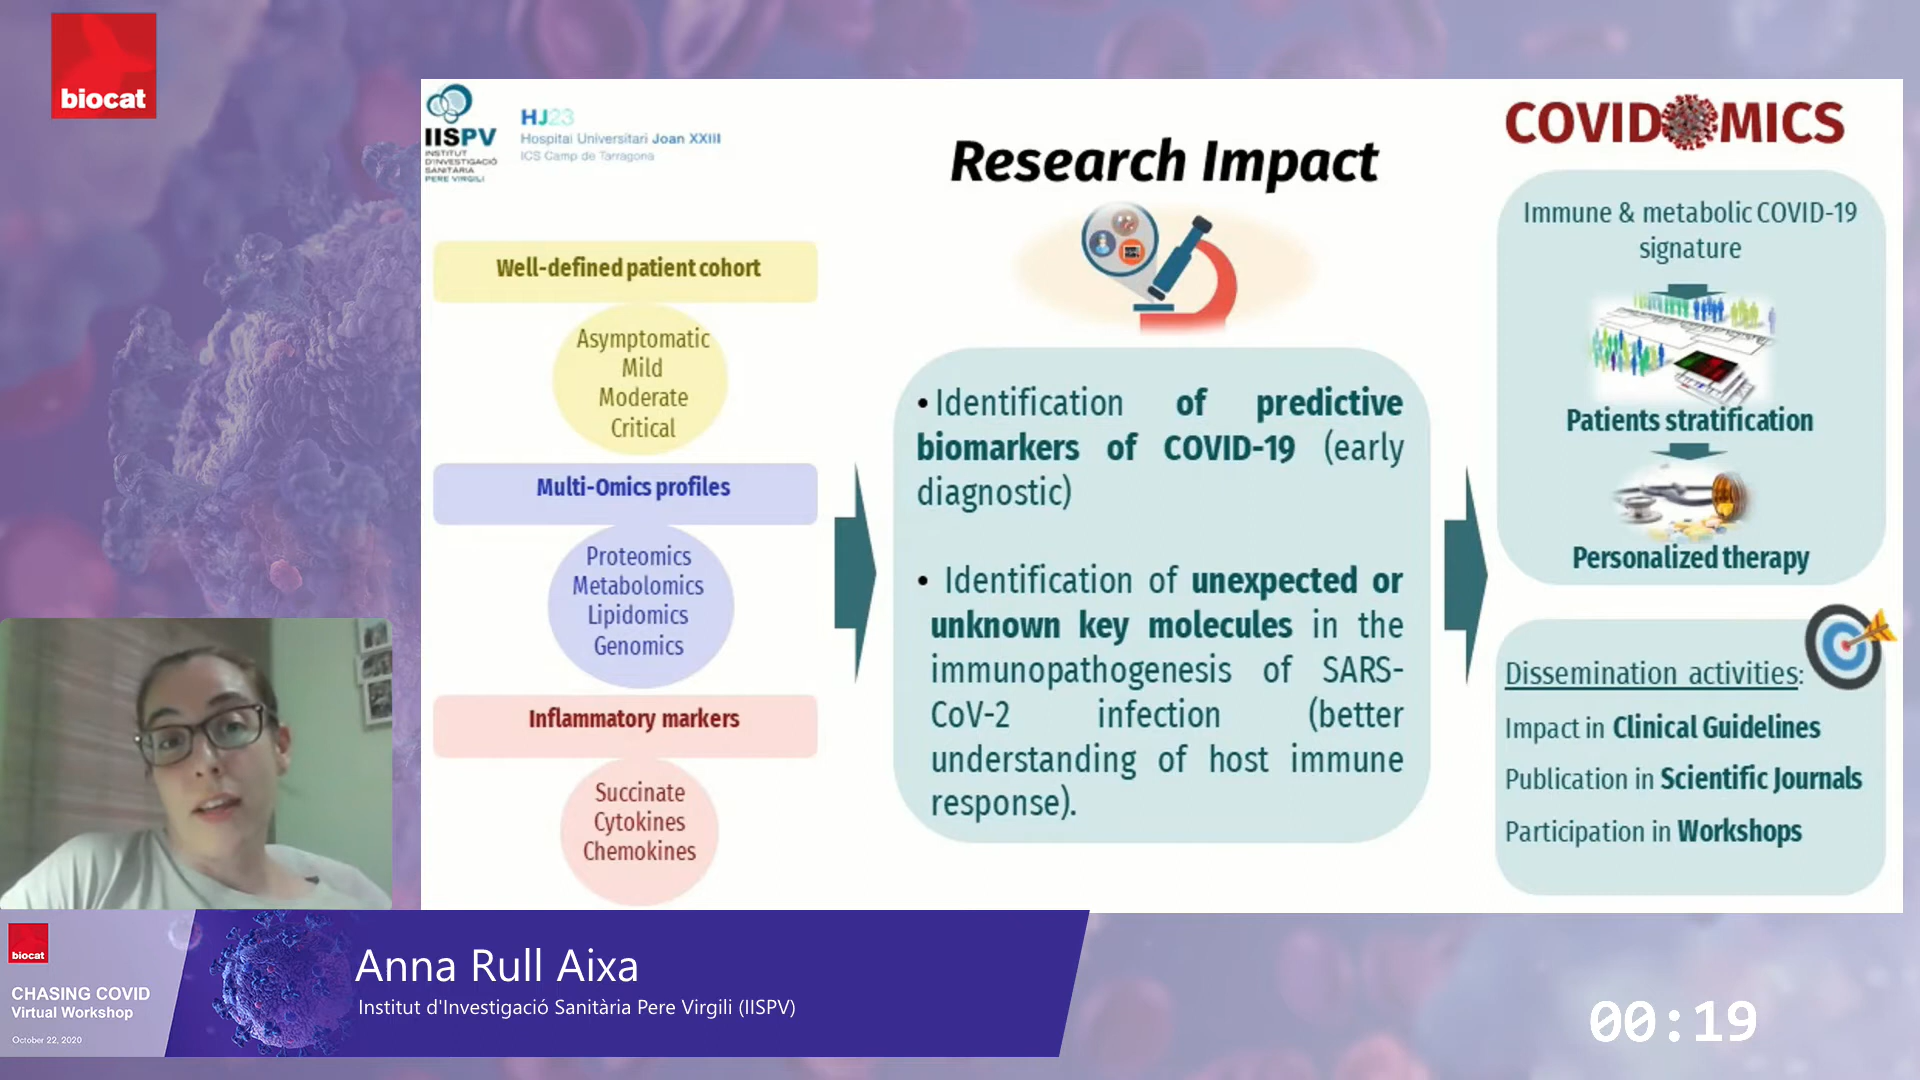 biocat
IISPV
INSTITUT
D'INVESTIGACIÓ
SANITÀRIA
PERE VIRGILI
HJ23
Hospital Universitari Joan XXIII
ICS Camp de Tarragona
Research Impact
COVIDOMICS
Well-defined patient cohort
Asymptomatic
Mild
Moderate
Critical
Multi-Omics profiles
Proteomics
Metabolomics
Lipidomics
Genomics
Inflammatory markers
Succinate
Cytokines
Chemokines
• Identification of predictive
biomarkers of COVID-19 (early
diagnostic)
• Identification of unexpected or
unknown key molecules in the
immunopathogenesis of SARS-
CoV-2 infection (better
understanding of host immune
response).
Immune & metabolic COVID-19
signature
Patients stratification
Personalized therapy
Dissemination activities:
Impact in Clinical Guidelines
Publication in Scientific Journals
Participation in Workshops
biocat
CHASING COVID
Virtual Workshop
October 22, 2020
Anna Rull Aixa
Institut d'Investigació Sanitària Pere Virgili (IISPV)
00:19